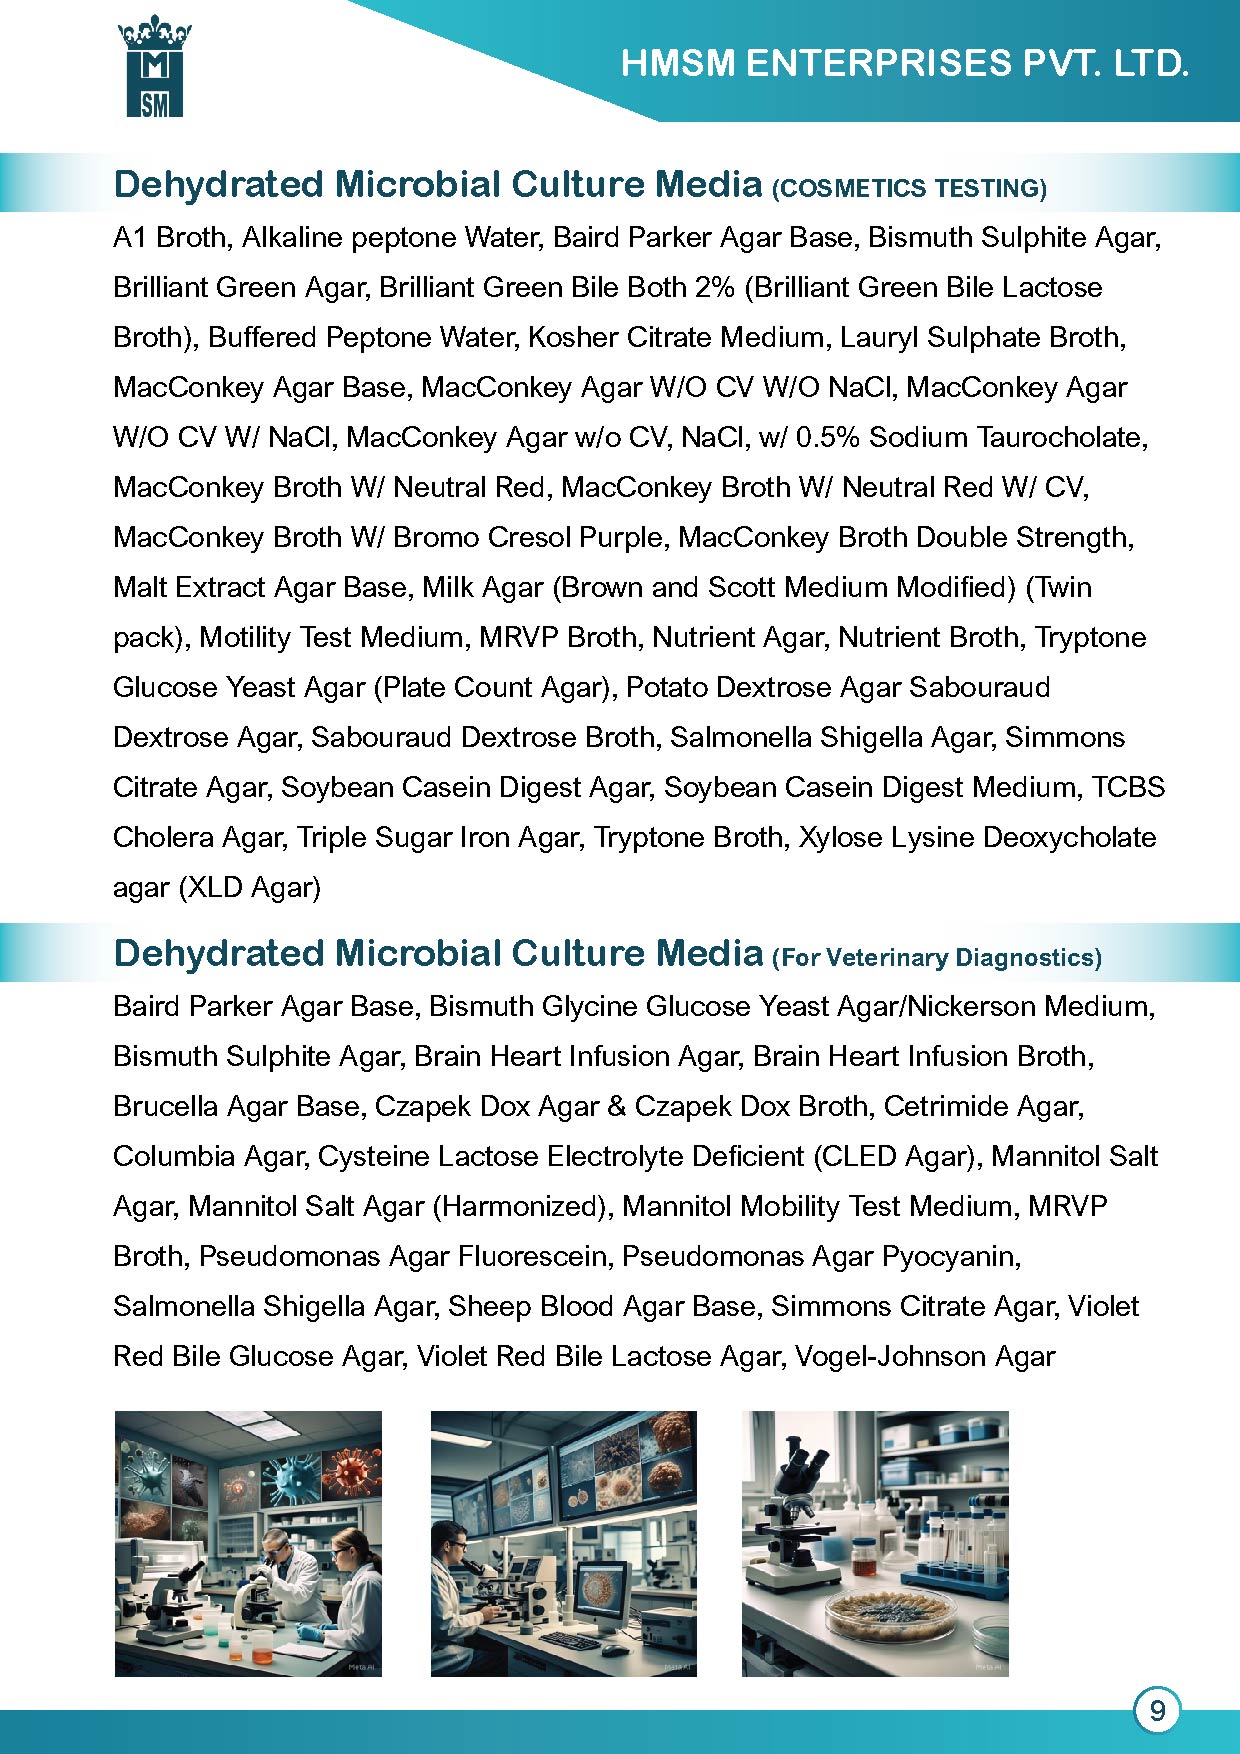 M
SM
HMSM ENTERPRISES PVT. LTD.
Dehydrated Microbial Culture Media (COSMETICS TESTING)
A1 Broth, Alkaline peptone Water, Baird Parker Agar Base, Bismuth Sulphite Agar,
Brilliant Green Agar, Brilliant Green Bile Both 2% (Brilliant Green Bile Lactose
Broth), Buffered Peptone Water, Kosher Citrate Medium, Lauryl Sulphate Broth,
MacConkey Agar Base, MacConkey Agar W/O CV W/O NaCl, MacConkey Agar
W/O CV W/ NaCl, MacConkey Agar w/o CV, NaCl, w/ 0.5% Sodium Taurocholate,
MacConkey Broth W/ Neutral Red, MacConkey Broth W/ Neutral Red W/ CV,
MacConkey Broth W/ Bromo Cresol Purple, MacConkey Broth Double Strength,
Malt Extract Agar Base, Milk Agar (Brown and Scott Medium Modified) (Twin
pack), Motility Test Medium, MRVP Broth, Nutrient Agar, Nutrient Broth, Tryptone
Glucose Yeast Agar (Plate Count Agar), Potato Dextrose Agar Sabouraud
Dextrose Agar, Sabouraud Dextrose Broth, Salmonella Shigella Agar, Simmons
Citrate Agar, Soybean Casein Digest Agar, Soybean Casein Digest Medium, TCBS
Cholera Agar, Triple Sugar Iron Agar, Tryptone Broth, Xylose Lysine Deoxycholate
agar (XLD Agar)
Dehydrated Microbial Culture Media (For Veterinary Diagnostics)
Baird Parker Agar Base, Bismuth Glycine Glucose Yeast Agar/Nickerson Medium,
Bismuth Sulphite Agar, Brain Heart Infusion Agar, Brain Heart Infusion Broth,
Brucella Agar Base, Czapek Dox Agar & Czapek Dox Broth, Cetrimide Agar,
Columbia Agar, Cysteine Lactose Electrolyte Deficient (CLED Agar), Mannitol Salt
Agar, Mannitol Salt Agar (Harmonized), Mannitol Mobility Test Medium, MRVP
Broth, Pseudomonas Agar Fluorescein, Pseudomonas Agar Pyocyanin,
Salmonella Shigella Agar, Sheep Blood Agar Base, Simmons Citrate Agar, Violet
Red Bile Glucose Agar, Violet Red Bile Lactose Agar, Vogel-Johnson Agar
Meta AI
Meta AI
Meta AI
9